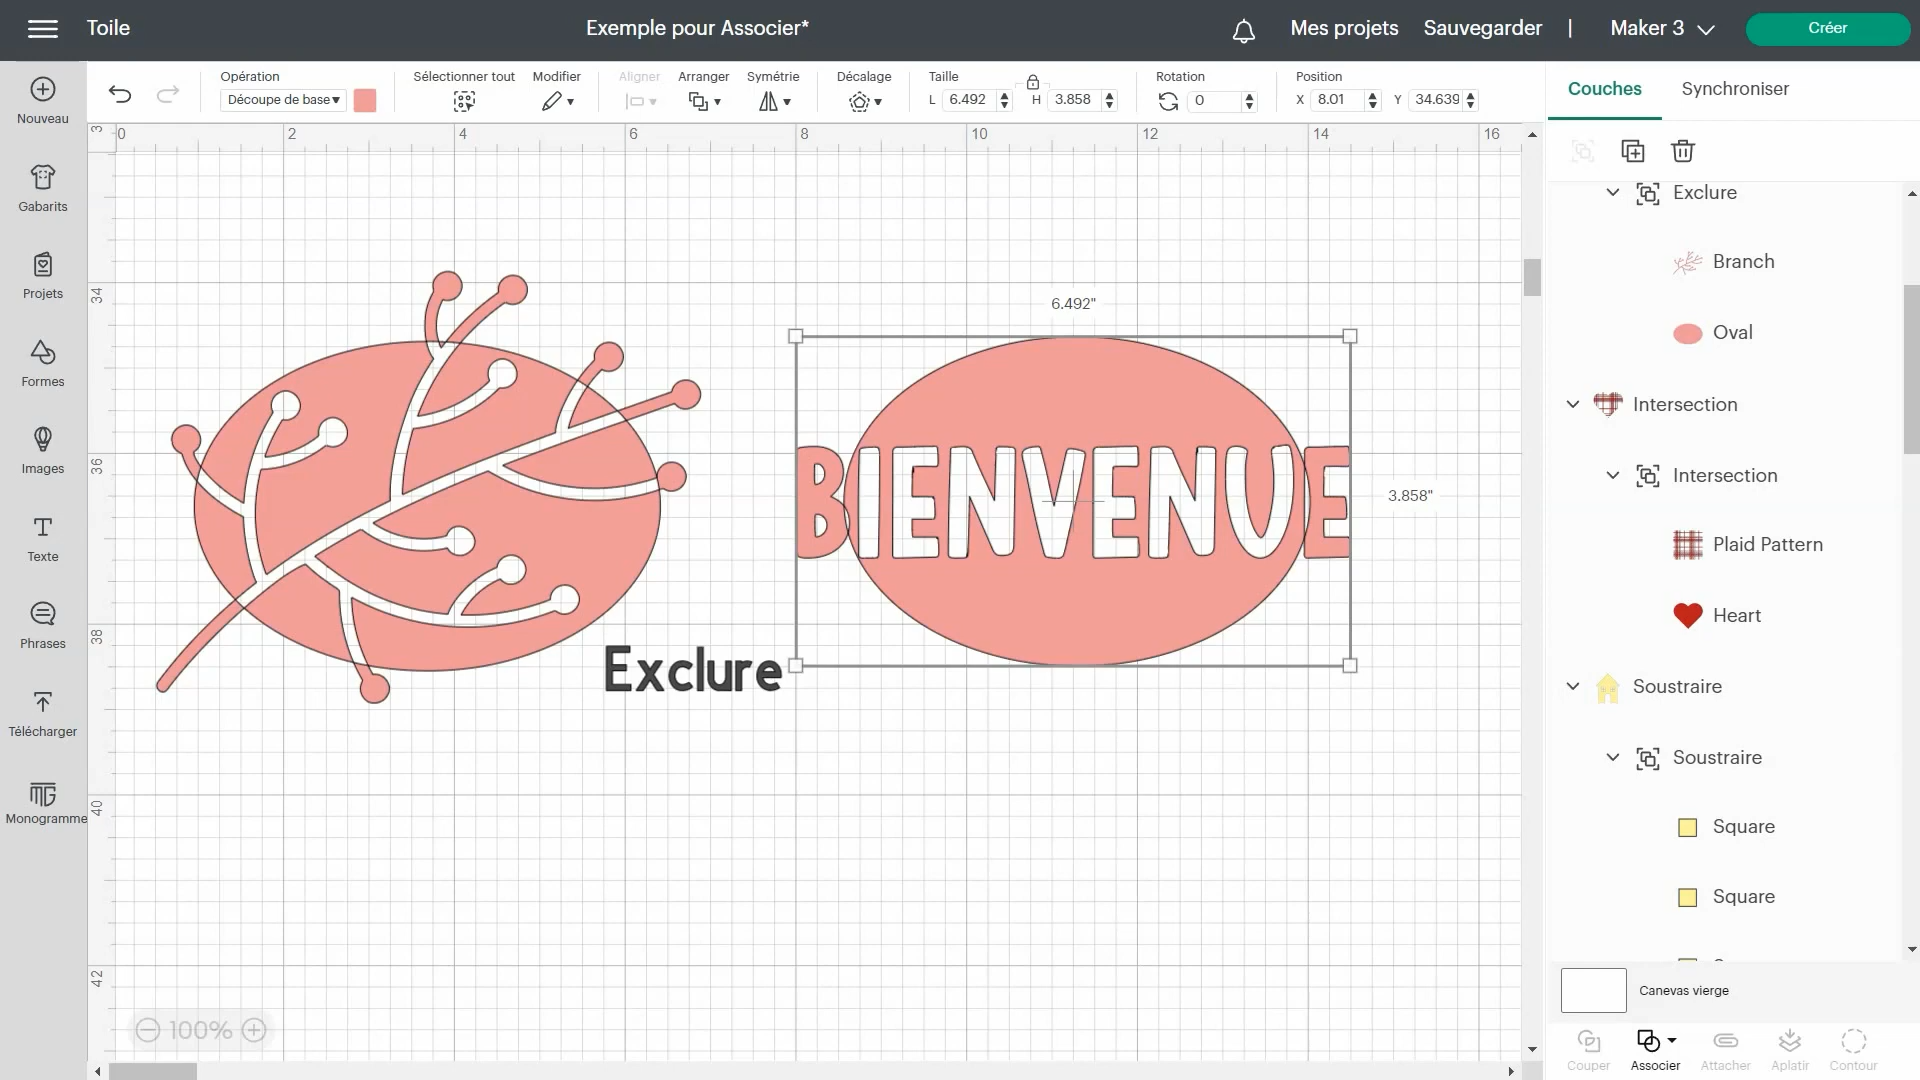 Toile
Exemple pour Associer*
Mes projets
Sauvegarder
|
Maker 3
Créer
Nouveau
Gabarits
Projets
Formes
Images
Texte
Phrases
Télécharger
Monogramme
Opération
Découpe de base
Sélectionner tout
Modifier
Aligner
Arranger
Symétrie
Décalage
Taille
L 6.492
H 3.858
Rotation
0
Position
X 8.01
Y 34.639
0 2 4 6 8 10 12 14 16
3
34
36
38
40
42
6.492"
3.858"
BIENVENUE
Exclure
100%
Couches
Synchroniser
Exclure
Branch
Oval
Intersection
Intersection
Plaid Pattern
Heart
Soustraire
Soustraire
Square
Square
Canevas vierge
Couper
Associer
Attacher
Aplatir
Contour